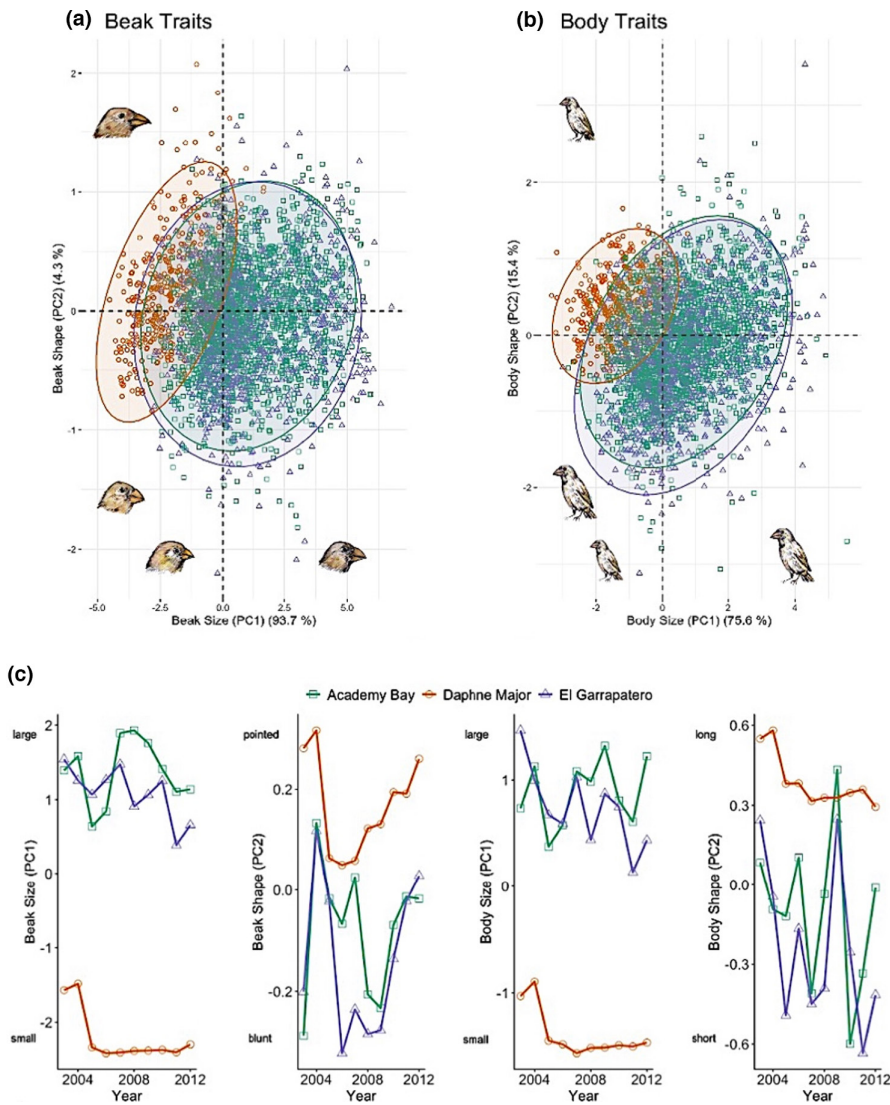 (a) Beak Traits
2
1
0
-1
-2
Beak Shape (PC2) (4.3 %)
-5.0 -2.5 0.0 2.5 5.0
Beak Size (PC1) (93.7 %)
(b) Body Traits
2
0
-2
Body Shape (PC2) (15.4 %)
-2 0 2 4
Body Size (PC1) (75.6 %)
(c)
Academy Bay Daphne Major El Garrapatero
large
small
2
1
0
-1
-2
Beak Size (PC1)
2004 2008 2012
Year
pointed
blunt
0.2
0.0
-0.2
Beak Shape (PC2)
2004 2008 2012
Year
large
small
1
0
-1
Body Size (PC1)
2004 2008 2012
Year
long
short
0.6
0.3
0.0
-0.3
-0.6
Body Shape (PC2)
2004 2008 2012
Year